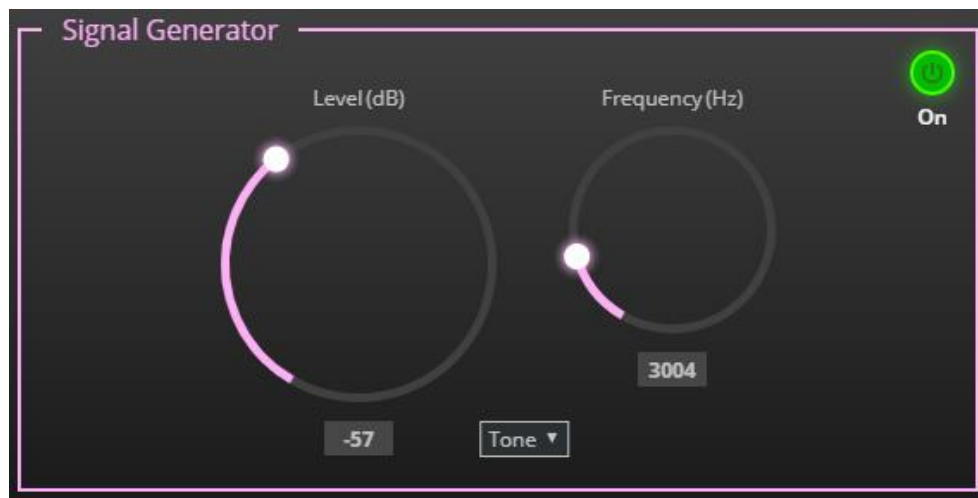 Signal Generator
Level (dB)
Frequency (Hz)
On
3004
-57
Tone